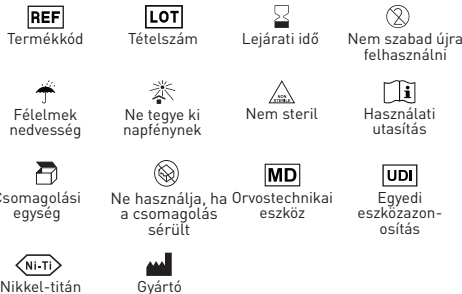 REF
LOT
Termékkód
Tételszám
Lejárati idő
Nem szabad újra
felhasználni
NON
STERILE
Félelmek
nedvesség
Ne tegye ki
napfénynek
Nem steril
Használati
utasítás
MD
UDI
Csomagolási
egység
Ne használja, ha
a csomagolás
sérült
Orvostechnikai
eszköz
Egyedi
eszközazon-
osítás
Ni-Ti
Nikkel-titán
Gyártó